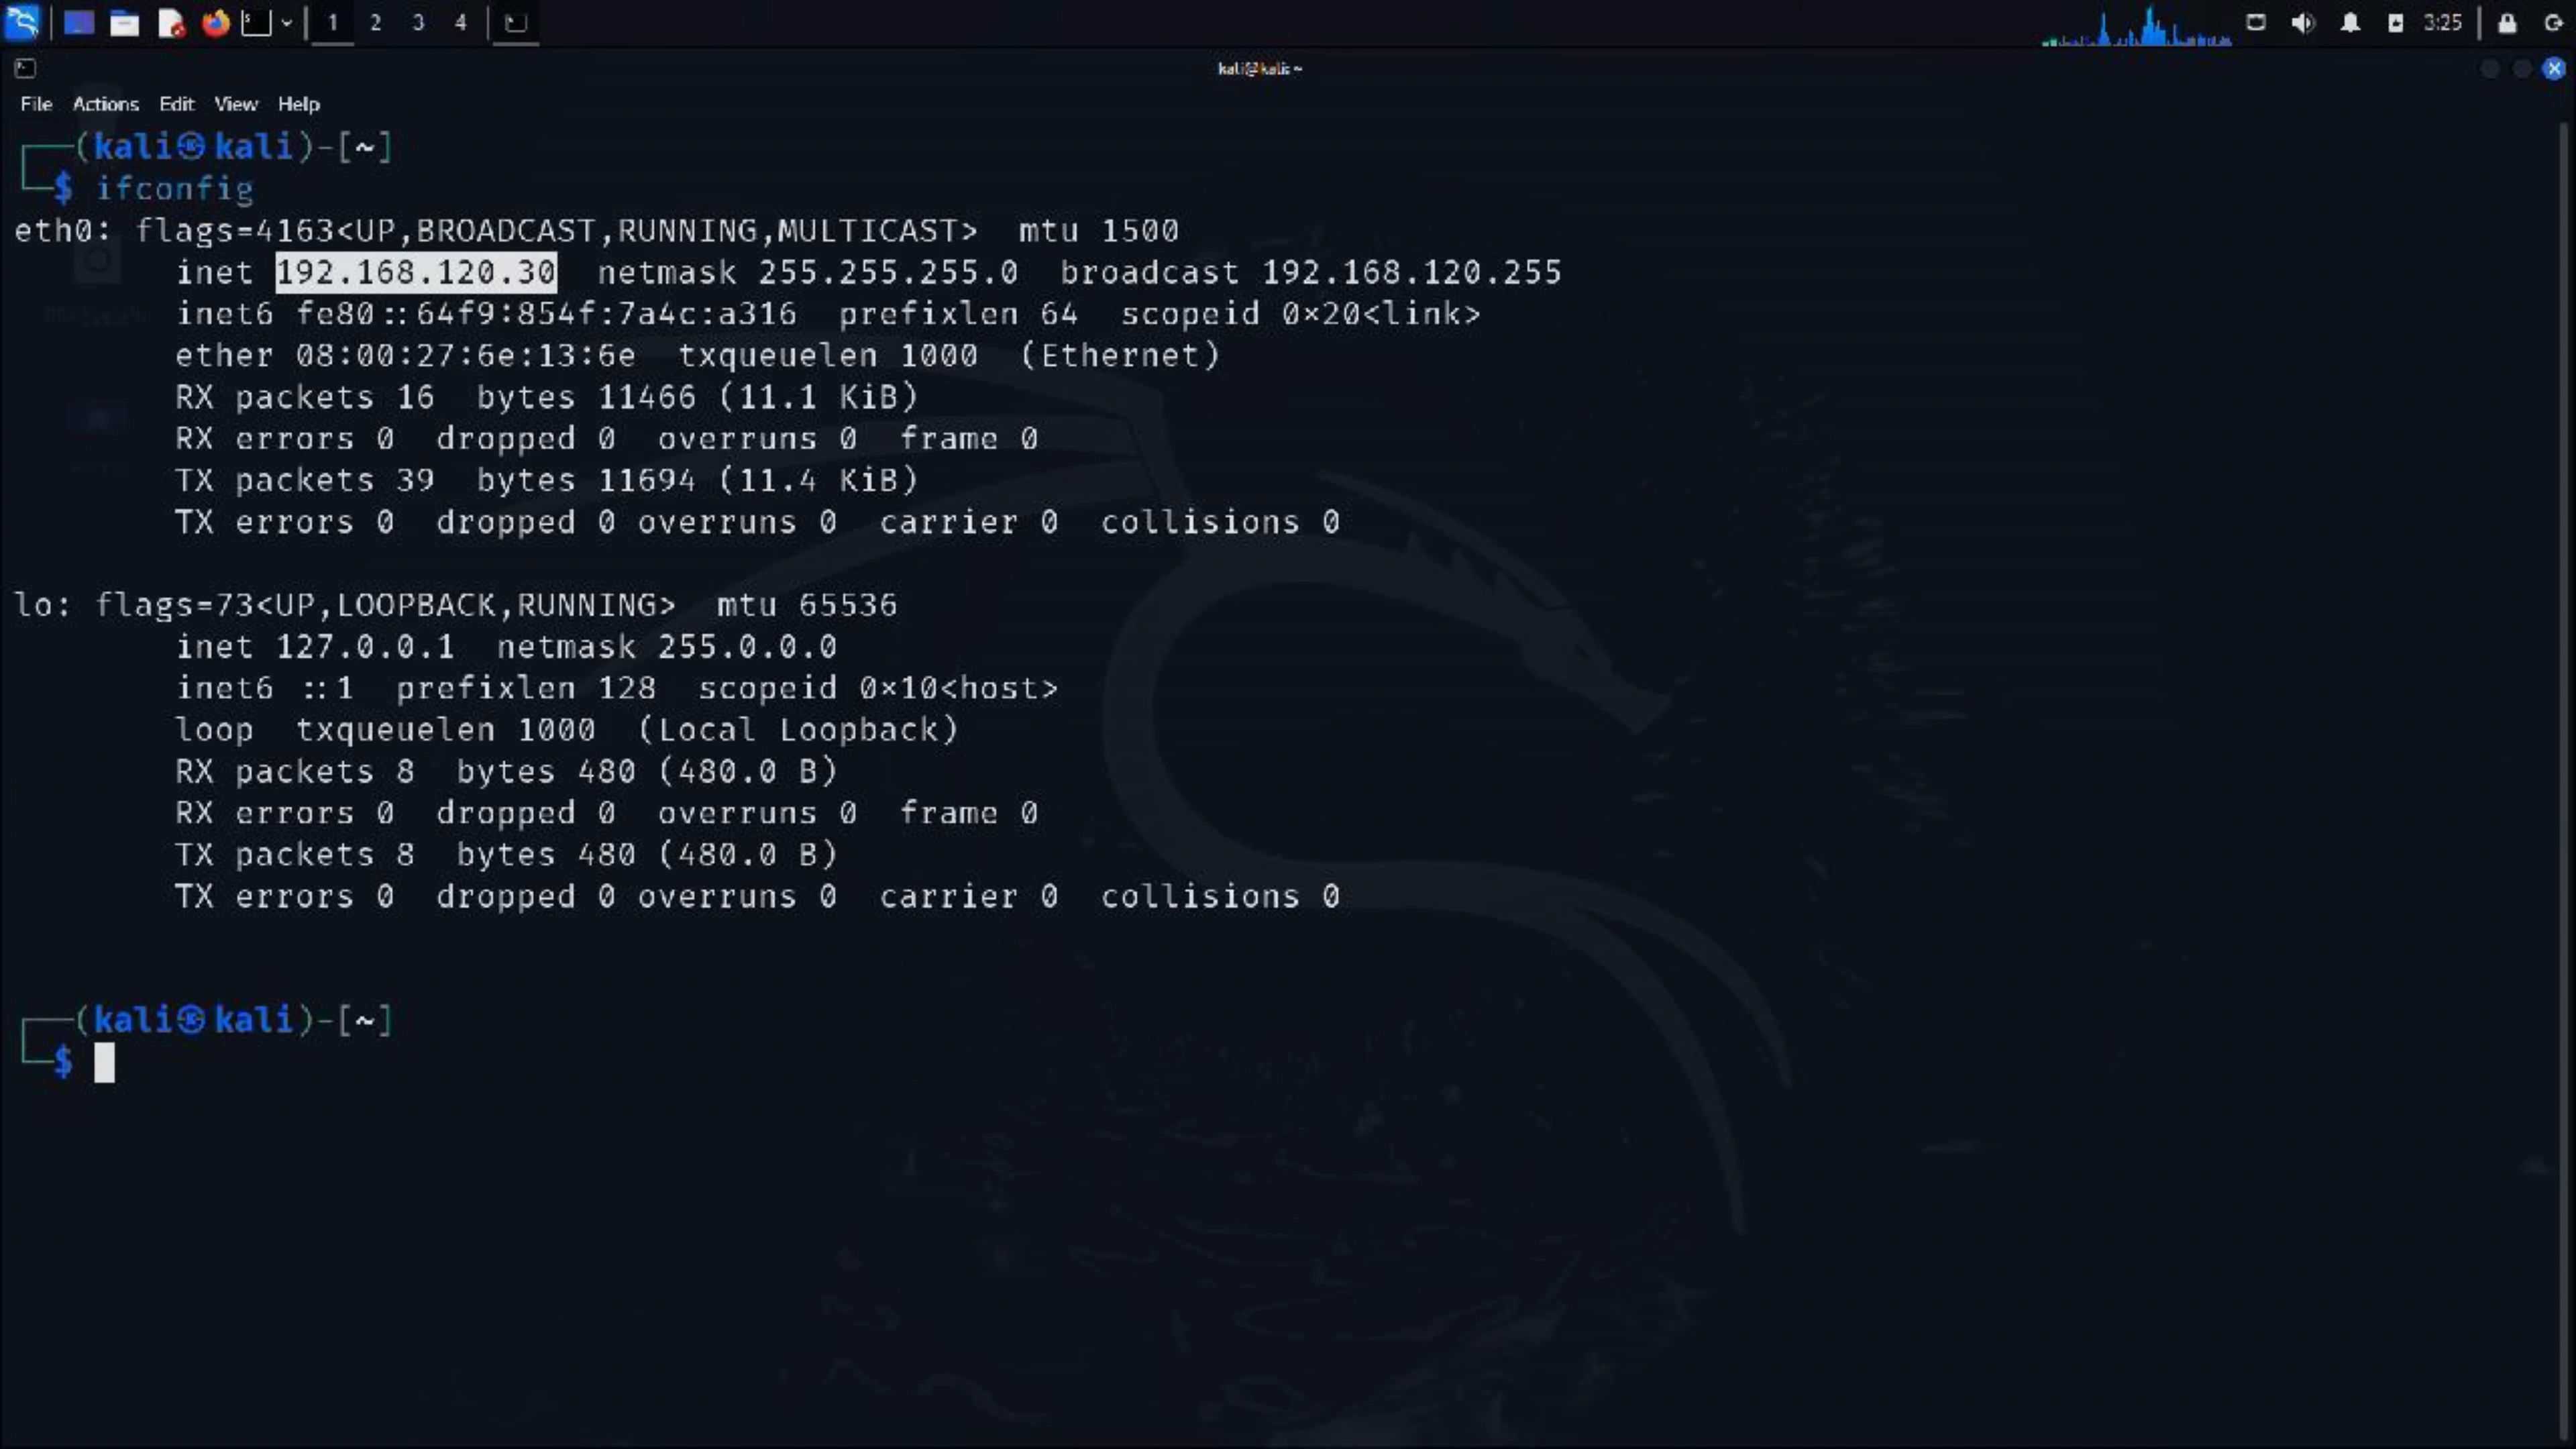 1 2 3 4
3:25
kali@kali: ~
File Actions Edit View Help
(kali㉿kali)-[~]
$ ifconfig
eth0: flags=4163<UP,BROADCAST,RUNNING,MULTICAST>  mtu 1500
inet 192.168.120.30  netmask 255.255.255.0  broadcast 192.168.120.255
inet6 fe80::64f9:854f:7a4c:a316  prefixlen 64  scopeid 0x20<link>
ether 08:00:27:6e:13:6e  txqueuelen 1000  (Ethernet)
RX packets 16  bytes 11466 (11.1 KiB)
RX errors 0  dropped 0  overruns 0  frame 0
TX packets 39  bytes 11694 (11.4 KiB)
TX errors 0  dropped 0 overruns 0  carrier 0  collisions 0
lo: flags=73<UP,LOOPBACK,RUNNING>  mtu 65536
inet 127.0.0.1  netmask 255.0.0.0
inet6 ::1  prefixlen 128  scopeid 0x10<host>
loop  txqueuelen 1000  (Local Loopback)
RX packets 8  bytes 480 (480.0 B)
RX errors 0  dropped 0  overruns 0  frame 0
TX packets 8  bytes 480 (480.0 B)
TX errors 0  dropped 0 overruns 0  carrier 0  collisions 0
(kali㉿kali)-[~]
$